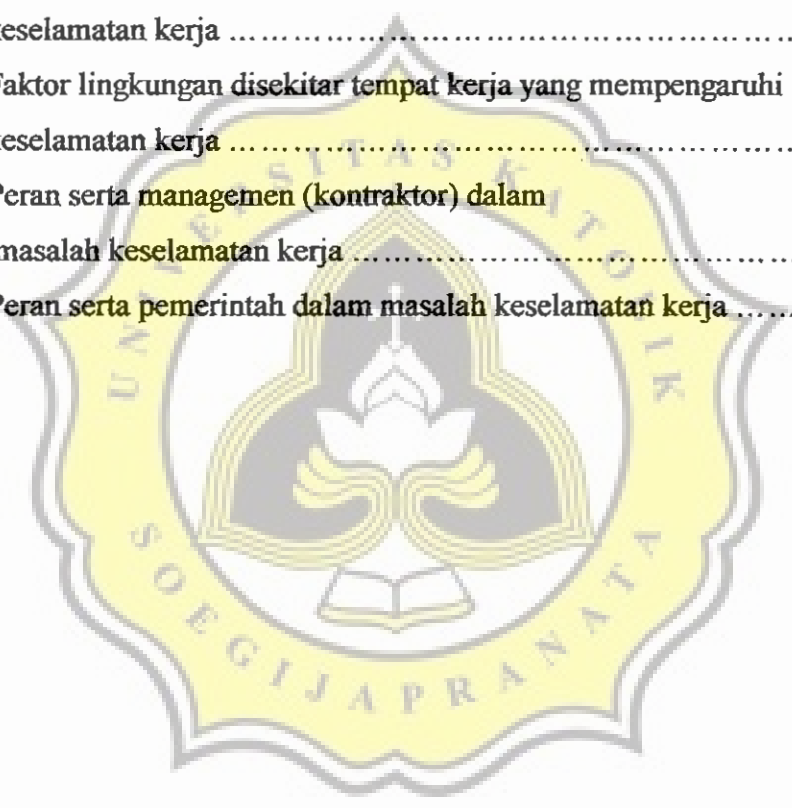 keselamatan kerja ................................................
Faktor lingkungan disekitar tempat kerja yang mempengaruhi
keselamatan kerja ................................................
Peran serta managemen (kontraktor) dalam
masalah keselamatan kerja ........................................
Peran serta pemerintah dalam masalah keselamatan kerja ......
UNIVERSITAS KATOLIK
SOEGIJAPRANATA